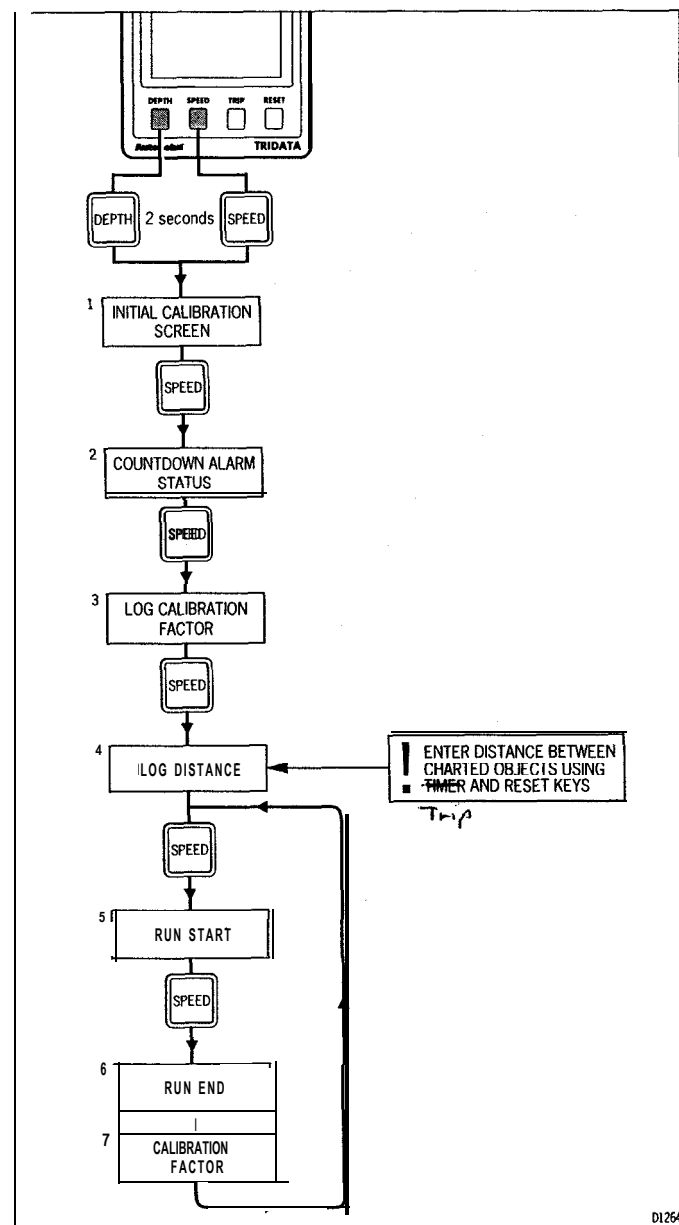 DEPTH SPEED TRIP RESET
Autohelm TRIDATA
DEPTH 2 seconds SPEED
1 INITIAL CALIBRATION
SCREEN
SPEED
2 COUNTDOWN ALARM
STATUS
SPEED
3 LOG CALIBRATION
FACTOR
SPEED
4 LOG DISTANCE
! ENTER DISTANCE BETWEEN
CHARTED OBJECTS USING
TIMER AND RESET KEYS
Trip
SPEED
5 RUN START
SPEED
6 RUN END
7 CALIBRATION
FACTOR
D1264